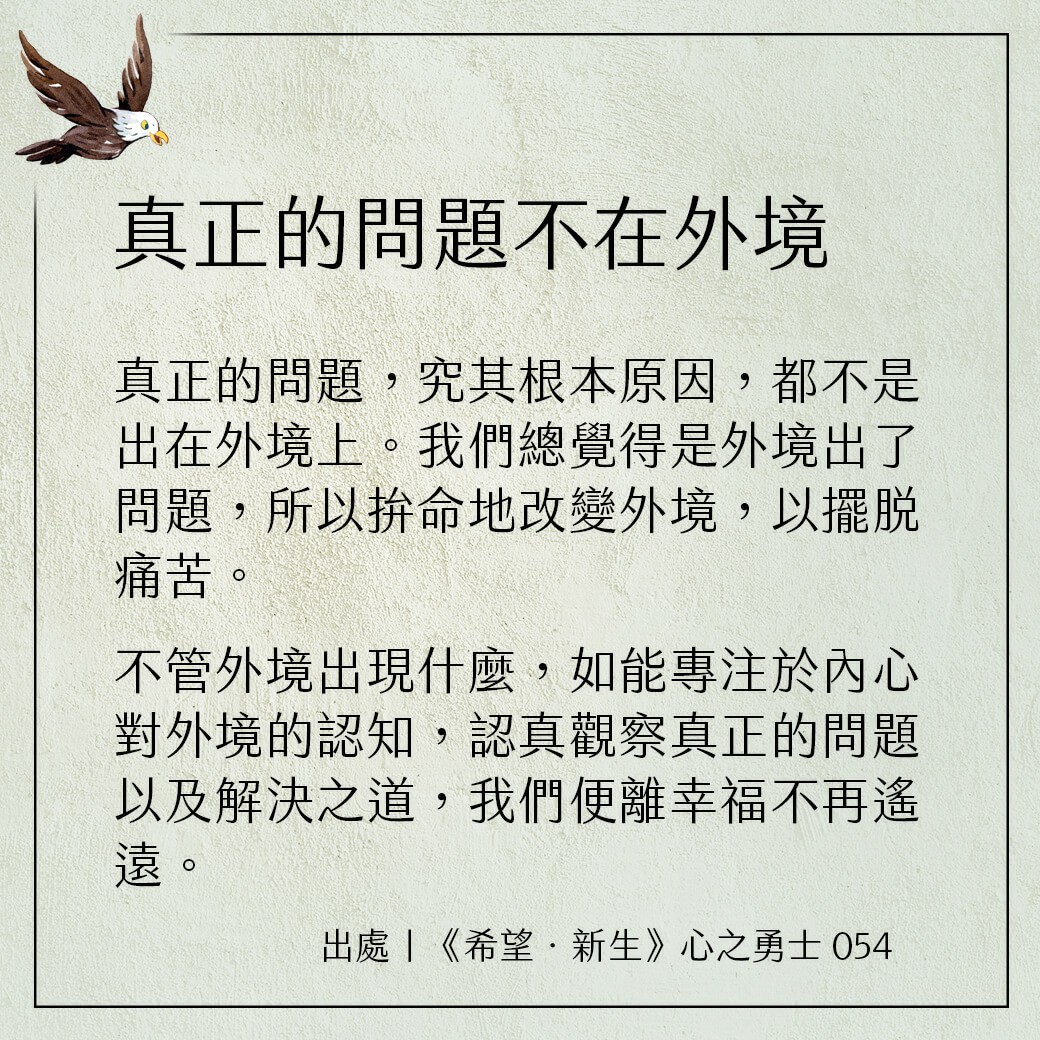 真正的問題不在外境
真正的問題，究其根本原因，都不是
出在外境上。我們總覺得是外境出了
問題，所以拚命地改變外境，以擺脫
痛苦。
不管外境出現什麼，如能專注於內心
對外境的認知，認真觀察真正的問題
以及解決之道，我們便離幸福不再遙
遠。
出處｜《希望．新生》心之勇士 054